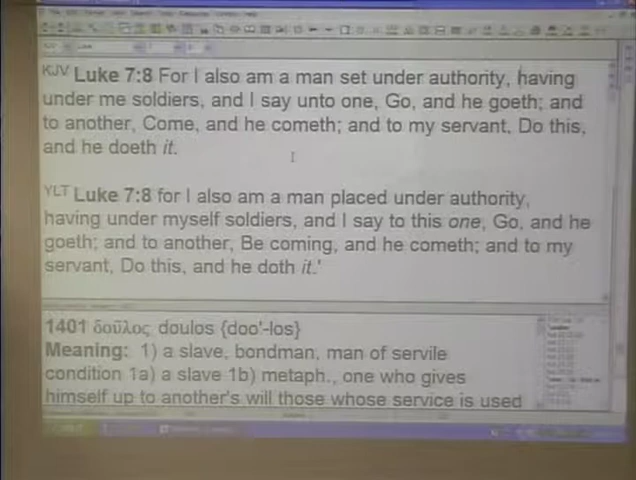 KJV Luke 7:8 For I also am a man set under authority, having
under me soldiers, and I say unto one, Go, and he goeth; and
to another, Come, and he cometh; and to my servant, Do this,
and he doeth it.
YLT Luke 7:8 for I also am a man placed under authority,
having under myself soldiers, and I say to this one, Go, and he
goeth; and to another, Be coming, and he cometh; and to my
servant, Do this, and he doth it.'
1401 δοῦλος doulos {doo'-los}
Meaning: 1) a slave, bondman, man of servile
condition 1a) a slave 1b) metaph., one who gives
himself up to another's will those whose service is used